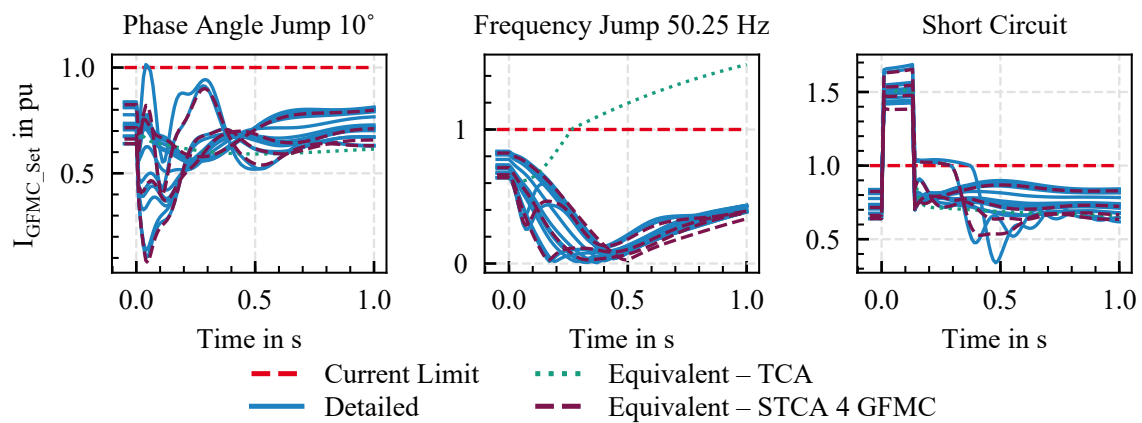 Phase Angle Jump 10° Frequency Jump 50.25 Hz Short Circuit
I_GFMC_Set in pu
1.0
0.5
0.0 0.5 1.0
Time in s
1
0
0.0 0.5 1.0
Time in s
1.5
1.0
0.5
0.0 0.5 1.0
Time in s
Current Limit
Detailed
Equivalent – TCA
Equivalent – STCA 4 GFMC